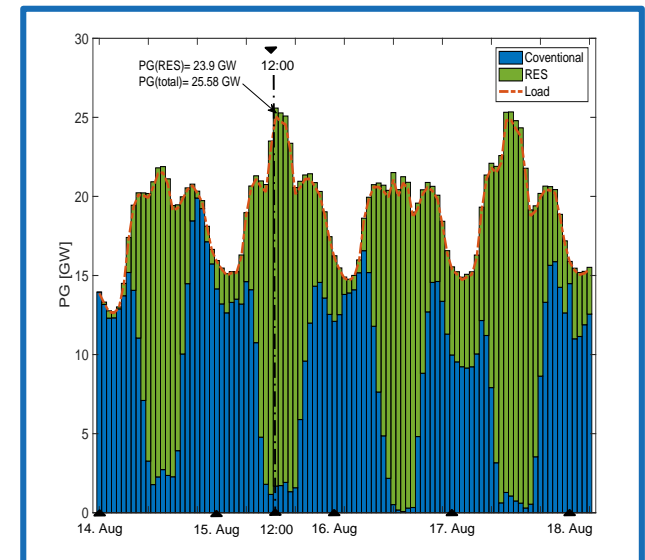 30
25
20
15
10
5
0
PG [GW]
PG(RES)= 23.9 GW
PG(total)= 25.58 GW
12:00
Coventional
RES
Load
14. Aug
15. Aug
12:00
16. Aug
17. Aug
18. Aug